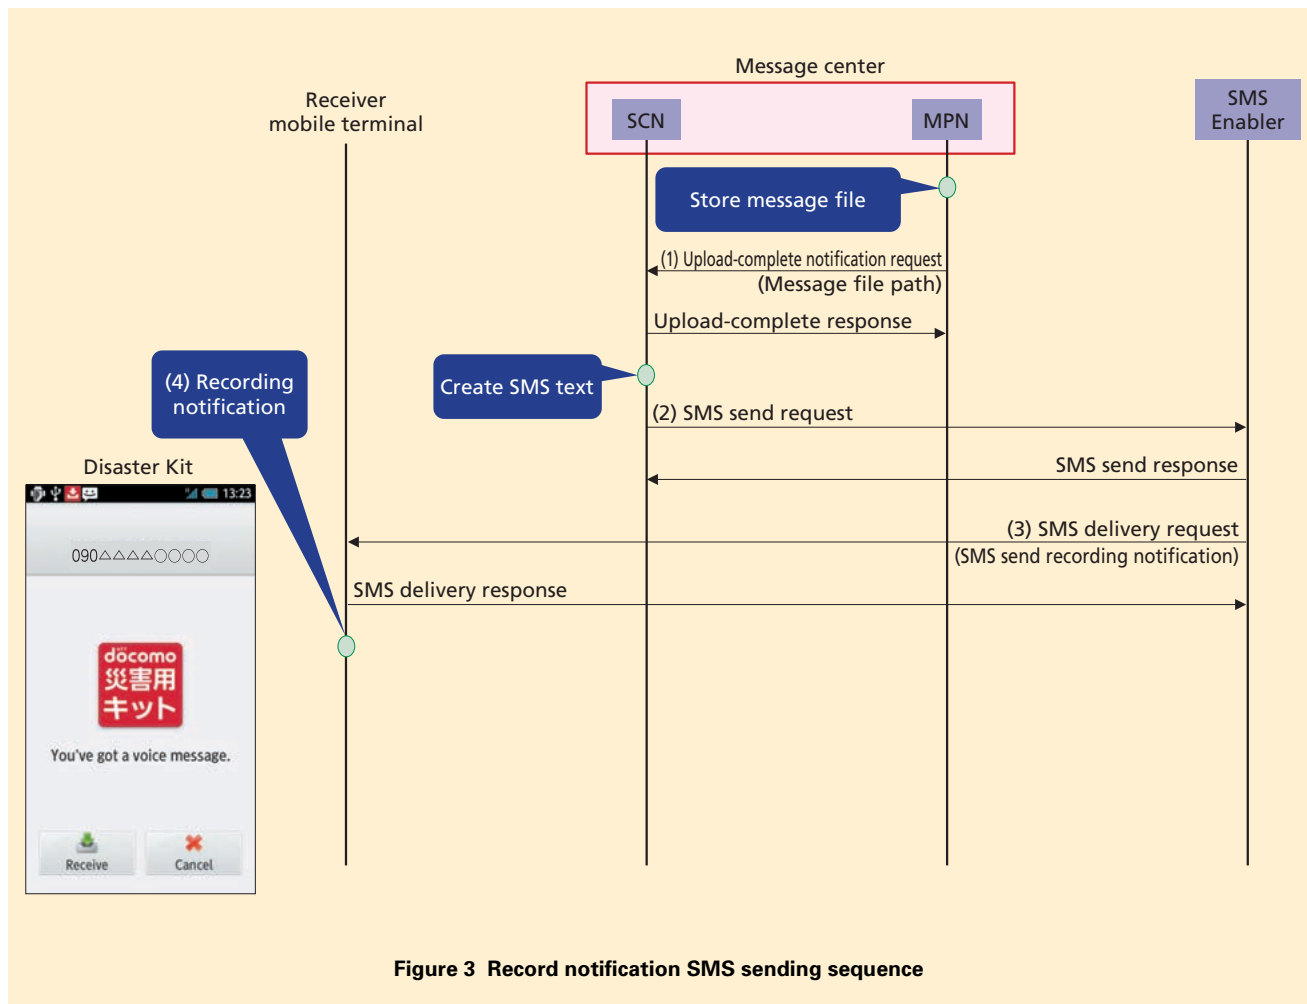 Message center
Receiver
mobile terminal
SCN
MPN
SMS
Enabler
Store message file
(1) Upload-complete notification request
(Message file path)
Upload-complete response
(4) Recording
notification
Create SMS text
(2) SMS send request
Disaster Kit
SMS send response
13:23
(3) SMS delivery request
(SMS send recording notification)
090△△△△○○○○
SMS delivery response
döcomo
災害用
キット
You've got a voice message.
Receive
Cancel
Figure 3 Record notification SMS sending sequence